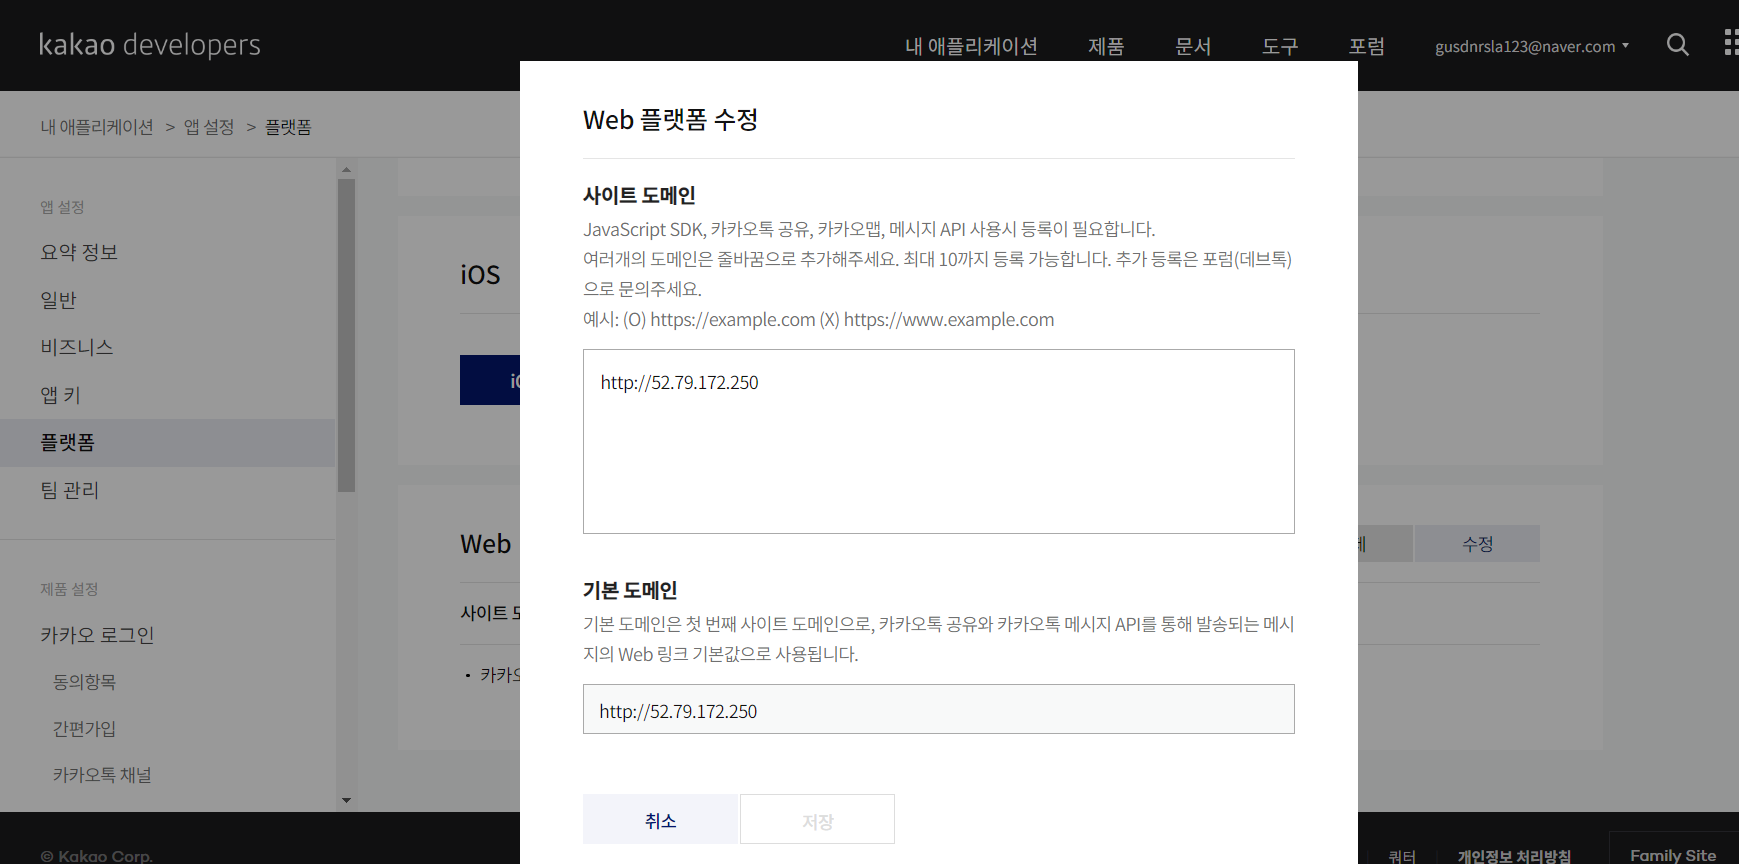 kakao developers
내 애플리케이션 제품 문서 도구 포럼 gusdnrsla123@naver.com
내 애플리케이션 > 앱 설정 > 플랫폼
앱 설정
요약 정보
일반
비즈니스
앱 키
플랫폼
팀 관리
제품 설정
카카오 로그인
동의항목
간편가입
카카오톡 채널
iOS
Web
수정
사이트
카카오
Web 플랫폼 수정
사이트 도메인
JavaScript SDK, 카카오톡 공유, 카카오맵, 메시지 API 사용시 등록이 필요합니다.
여러개의 도메인은 줄바꿈으로 추가해주세요. 최대 10까지 등록 가능합니다. 추가 등록은 포럼(데브톡)
으로 문의주세요.
예시: (O) https://example.com (X) https://www.example.com
http://52.79.172.250
기본 도메인
기본 도메인은 첫 번째 사이트 도메인으로, 카카오톡 공유와 카카오톡 메시지 API를 통해 발송되는 메시
지의 Web 링크 기본값으로 사용됩니다.
http://52.79.172.250
취소 저장
© Kakao Corp.
쿼터 개인정보 처리방침 Family Site